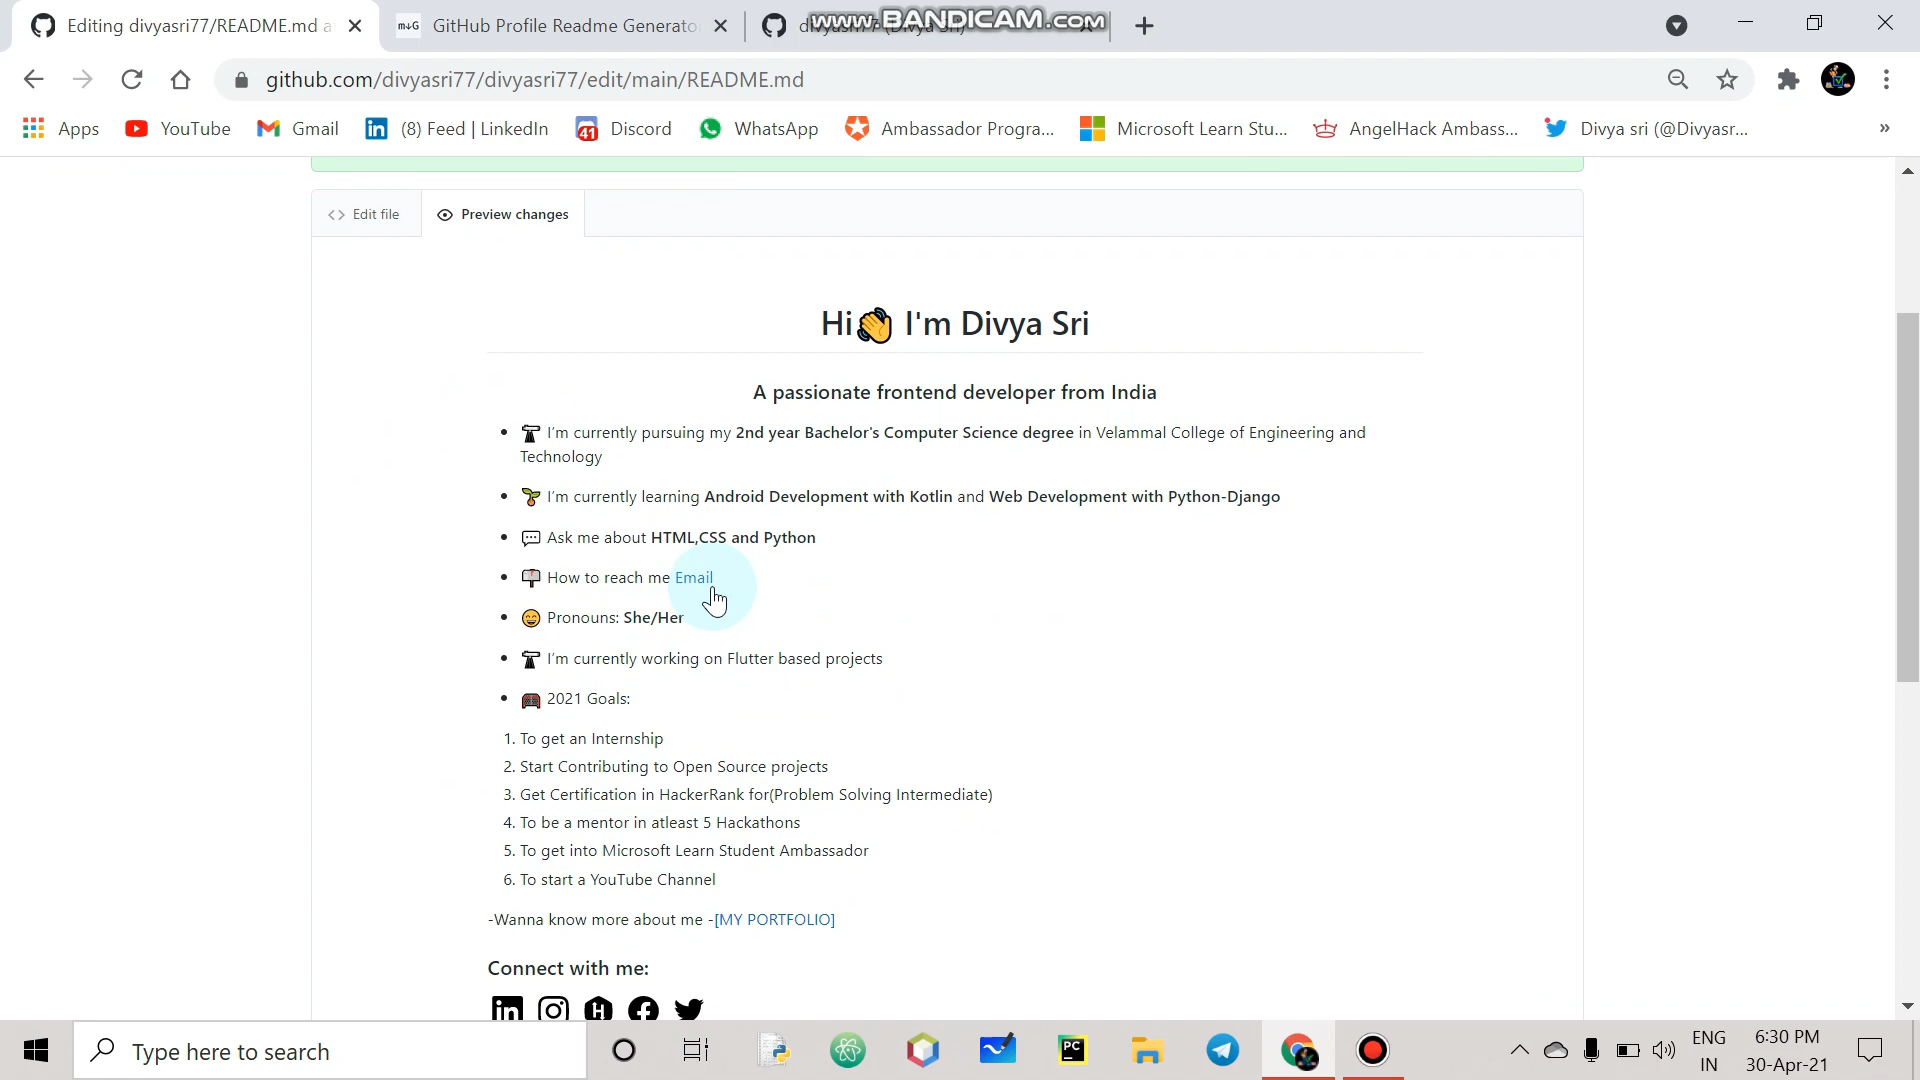 Editing divyasri77/README.md a
GitHub Profile Readme Generato
divyasri77 (Divya Sri)
www.BANDICAM.com
github.com/divyasri77/divyasri77/edit/main/README.md
Apps
YouTube
Gmail
(8) Feed | LinkedIn
41
Discord
WhatsApp
Ambassador Progra...
Microsoft Learn Stu...
AngelHack Ambass...
Divya sri (@Divyasr...
»
<> Edit file
Preview changes
Hi👋 I'm Divya Sri
A passionate frontend developer from India
• I'm currently pursuing my 2nd year Bachelor's Computer Science degree in Velammal College of Engineering and
Technology
• 🌱 I'm currently learning Android Development with Kotlin and Web Development with Python-Django
• 💬 Ask me about HTML,CSS and Python
• 📫 How to reach me Email
• 😄 Pronouns: She/Her
• I'm currently working on Flutter based projects
• 🥅 2021 Goals:
1. To get an Internship
2. Start Contributing to Open Source projects
3. Get Certification in HackerRank for(Problem Solving Intermediate)
4. To be a mentor in atleast 5 Hackathons
5. To get into Microsoft Learn Student Ambassador
6. To start a YouTube Channel
-Wanna know more about me -[MY PORTFOLIO]
Connect with me:
Type here to search
ENG
IN
6:30 PM
30-Apr-21